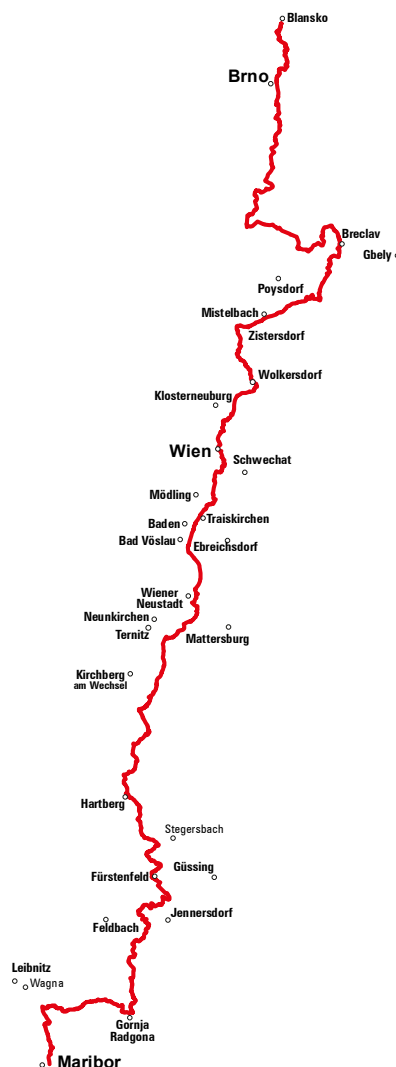 Blansko
Brno
Breclav
Gbely
Poysdorf
Mistelbach
Zistersdorf
Wolkersdorf
Klosterneuburg
Wien
Schwechat
Mödling
Traiskirchen
Baden
Bad Vöslau
Ebreichsdorf
Wiener
Neustadt
Neunkirchen
Ternitz
Mattersburg
Kirchberg
am Wechsel
Hartberg
Stegersbach
Güssing
Fürstenfeld
Jennersdorf
Feldbach
Leibnitz
Wagna
Gornja
Radgona
Maribor